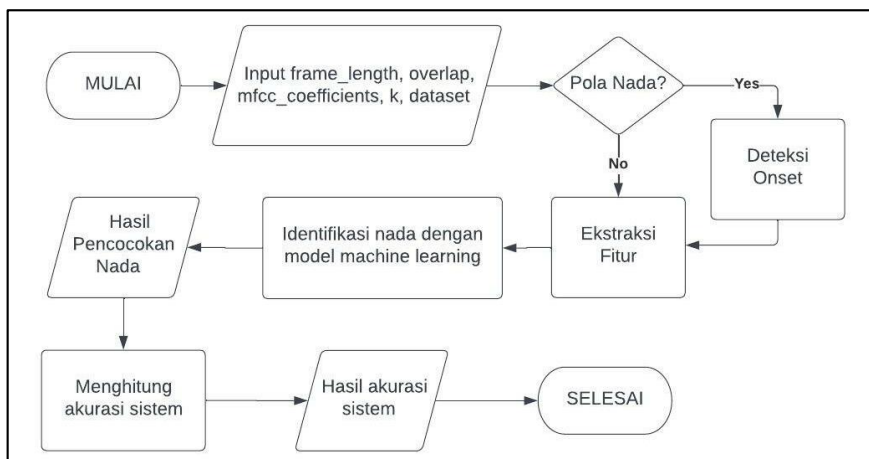 MULAI
Input frame_length, overlap,
mfcc_coefficients, k, dataset
Pola Nada?
Yes
No
Deteksi
Onset
Ekstraksi
Fitur
Identifikasi nada dengan
model machine learning
Hasil
Pencocokan
Nada
Menghitung
akurasi sistem
Hasil akurasi
sistem
SELESAI